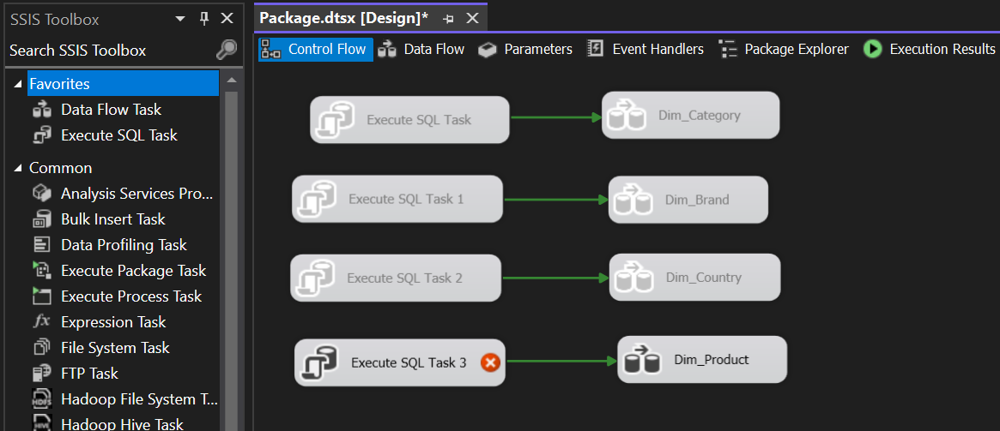 SSIS Toolbox
Search SSIS Toolbox
Favorites
Data Flow Task
Execute SQL Task
Common
Analysis Services Pro...
Bulk Insert Task
Data Profiling Task
Execute Package Task
Execute Process Task
fx Expression Task
File System Task
FTP Task
HDFS Hadoop File System T...
HIVE Hadoop Hive Task
Package.dtsx [Design]*
Control Flow Data Flow Parameters Event Handlers Package Explorer Execution Results
Execute SQL Task Dim_Category
Execute SQL Task 1 Dim_Brand
Execute SQL Task 2 Dim_Country
Execute SQL Task 3 Dim_Product